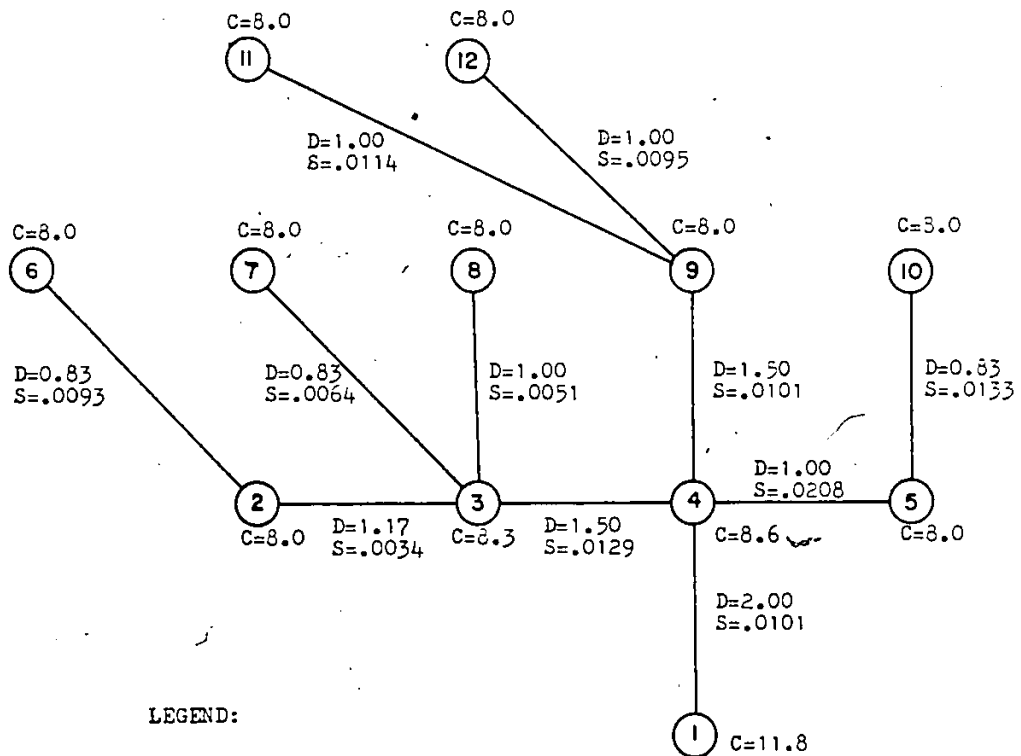 C=8.0
C=8.0
11
12
D=1.00
S=.0114
D=1.00
S=.0095
C=8.0
C=8.0
C=8.0
C=8.0
C=3.0
6
7
8
9
10
D=0.83
S=.0093
D=0.83
S=.0064
D=1.00
S=.0051
D=1.50
S=.0101
D=0.83
S=.0133
D=1.00
S=.0208
2
3
4
5
C=8.0
D=1.17
S=.0034
C=8.3
D=1.50
S=.0129
C=8.6
C=8.0
D=2.00
S=.0101
LEGEND:
1
C=11.8